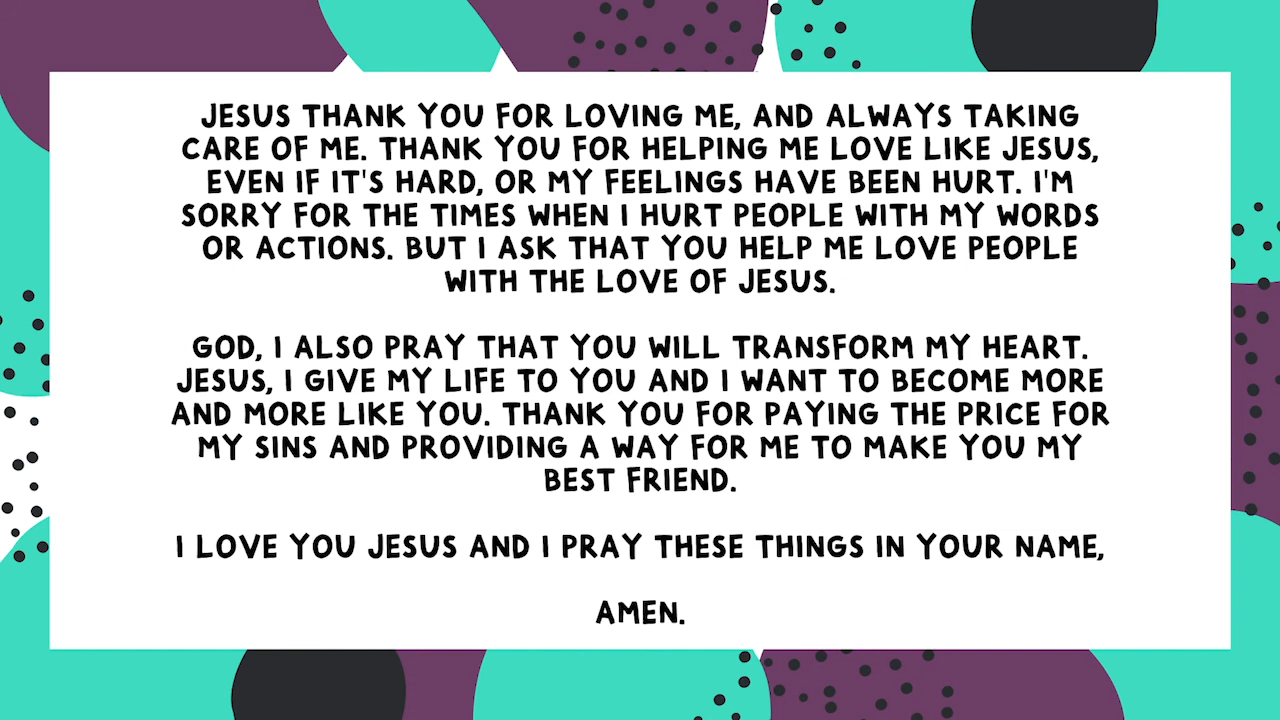 JESUS THANK YOU FOR LOVING ME, AND ALWAYS TAKING
CARE OF ME. THANK YOU FOR HELPING ME LOVE LIKE JESUS,
EVEN IF IT'S HARD, OR MY FEELINGS HAVE BEEN HURT. I'M
SORRY FOR THE TIMES WHEN I HURT PEOPLE WITH MY WORDS
OR ACTIONS. BUT I ASK THAT YOU HELP ME LOVE PEOPLE
WITH THE LOVE OF JESUS.
GOD, I ALSO PRAY THAT YOU WILL TRANSFORM MY HEART.
JESUS, I GIVE MY LIFE TO YOU AND I WANT TO BECOME MORE
AND MORE LIKE YOU. THANK YOU FOR PAYING THE PRICE FOR
MY SINS AND PROVIDING A WAY FOR ME TO MAKE YOU MY
BEST FRIEND.
I LOVE YOU JESUS AND I PRAY THESE THINGS IN YOUR NAME,
AMEN.